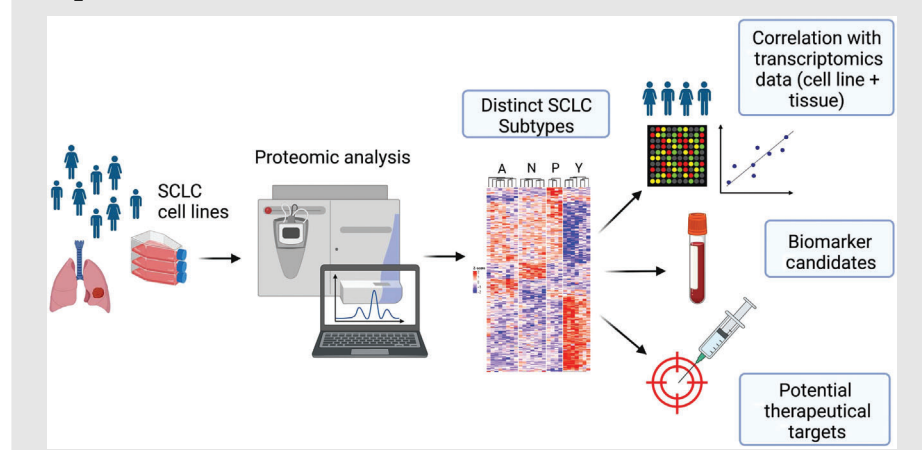 SCLC
cell lines
Proteomic analysis
Distinct SCLC
Subtypes
A N P Y
Correlation with
transcriptomics
data (cell line +
tissue)
Biomarker
candidates
Potential
therapeutical
targets